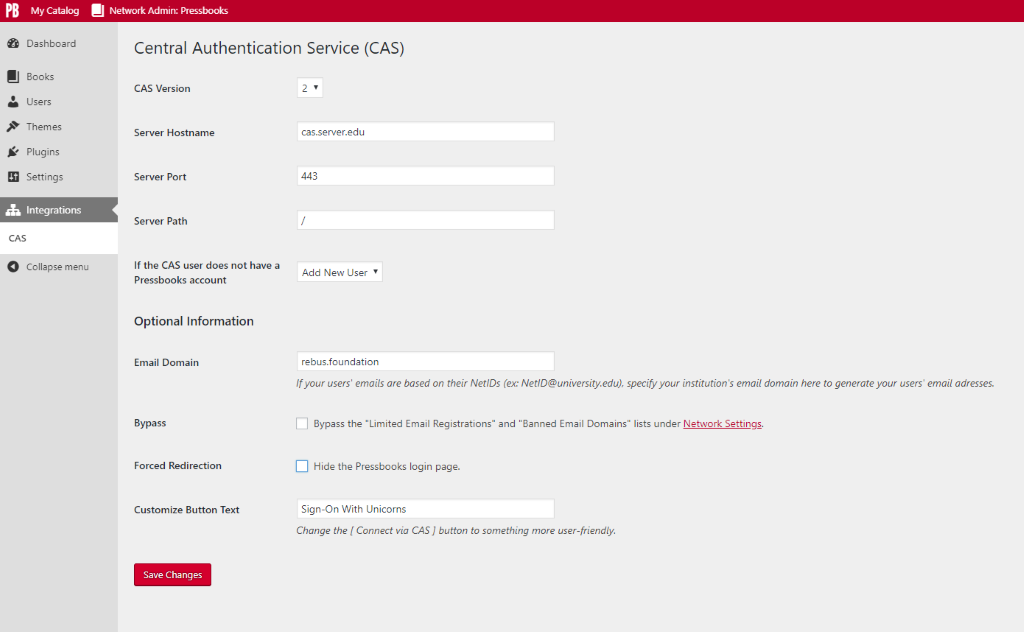 PB My Catalog Network Admin: Pressbooks
Dashboard
Books
Users
Themes
Plugins
Settings
Integrations
CAS
Collapse menu
Central Authentication Service (CAS)
CAS Version 2
Server Hostname cas.server.edu
Server Port 443
Server Path /
If the CAS user does not have a
Pressbooks account Add New User
Optional Information
Email Domain rebus.foundation
If your users' emails are based on their NetIDs (ex: NetID@university.edu), specify your institution's email domain here to generate your users' email adresses.
Bypass Bypass the "Limited Email Registrations" and "Banned Email Domains" lists under Network Settings.
Forced Redirection Hide the Pressbooks login page.
Customize Button Text Sign-On With Unicorns
Change the [ Connect via CAS ] button to something more user-friendly.
Save Changes